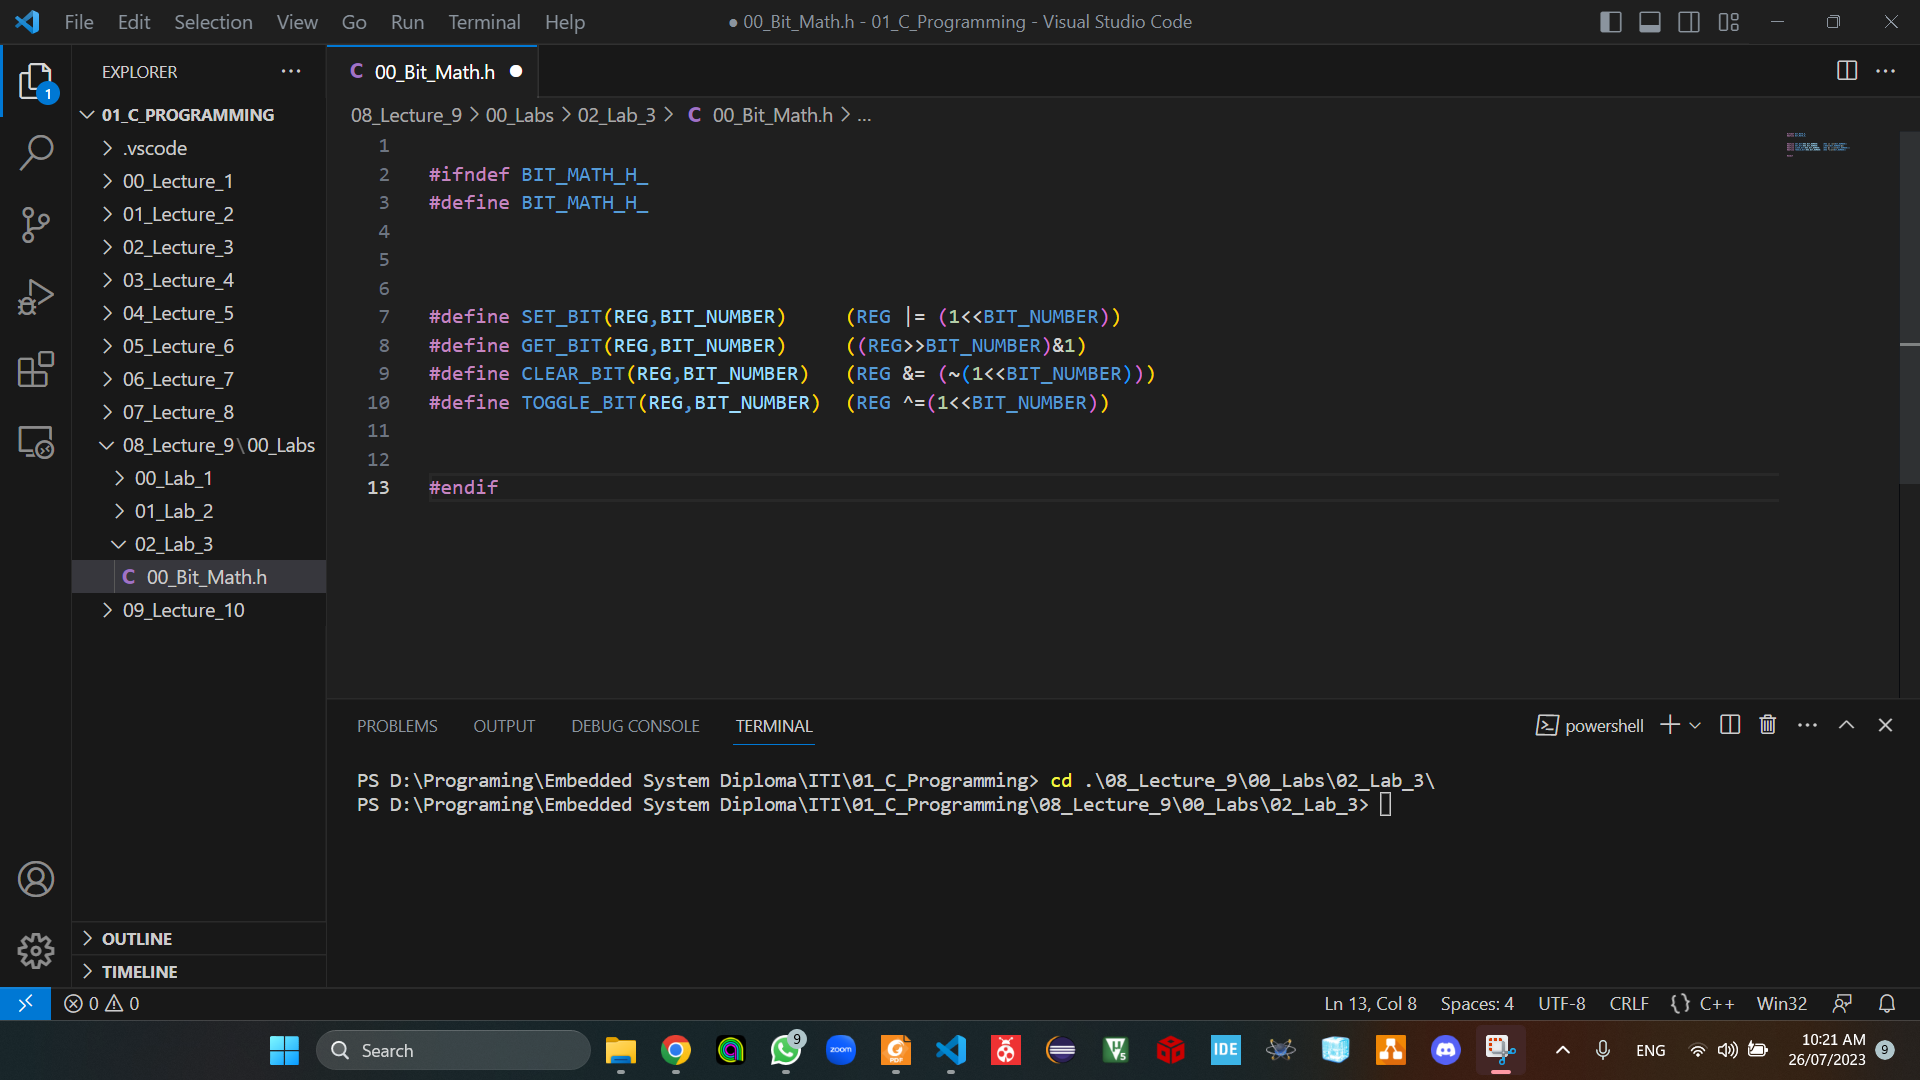 File Edit Selection View Go Run Terminal Help
● 00_Bit_Math.h - 01_C_Programming - Visual Studio Code
EXPLORER
1
01_C_PROGRAMMING
.vscode
00_Lecture_1
01_Lecture_2
02_Lecture_3
03_Lecture_4
04_Lecture_5
05_Lecture_6
06_Lecture_7
07_Lecture_8
08_Lecture_9\00_Labs
00_Lab_1
01_Lab_2
02_Lab_3
C 00_Bit_Math.h
09_Lecture_10
OUTLINE
TIMELINE
C 00_Bit_Math.h ●
08_Lecture_9 > 00_Labs > 02_Lab_3 > C 00_Bit_Math.h > ...
1
2 #ifndef BIT_MATH_H_
3 #define BIT_MATH_H_
4
5
6
7 #define SET_BIT(REG,BIT_NUMBER) (REG |= (1<<BIT_NUMBER))
8 #define GET_BIT(REG,BIT_NUMBER) ((REG>>BIT_NUMBER)&1)
9 #define CLEAR_BIT(REG,BIT_NUMBER) (REG &= (~(1<<BIT_NUMBER)))
10 #define TOGGLE_BIT(REG,BIT_NUMBER) (REG ^=(1<<BIT_NUMBER))
11
12
13 #endif
PROBLEMS OUTPUT DEBUG CONSOLE TERMINAL
powershell
PS D:\Programing\Embedded System Diploma\ITI\01_C_Programming> cd .\08_Lecture_9\00_Labs\02_Lab_3\
PS D:\Programing\Embedded System Diploma\ITI\01_C_Programming\08_Lecture_9\00_Labs\02_Lab_3>
0 0
Ln 13, Col 8 Spaces: 4 UTF-8 CRLF {} C++ Win32
Search
9
zoom
PDF
IDE
ENG
10:21 AM
26/07/2023
9